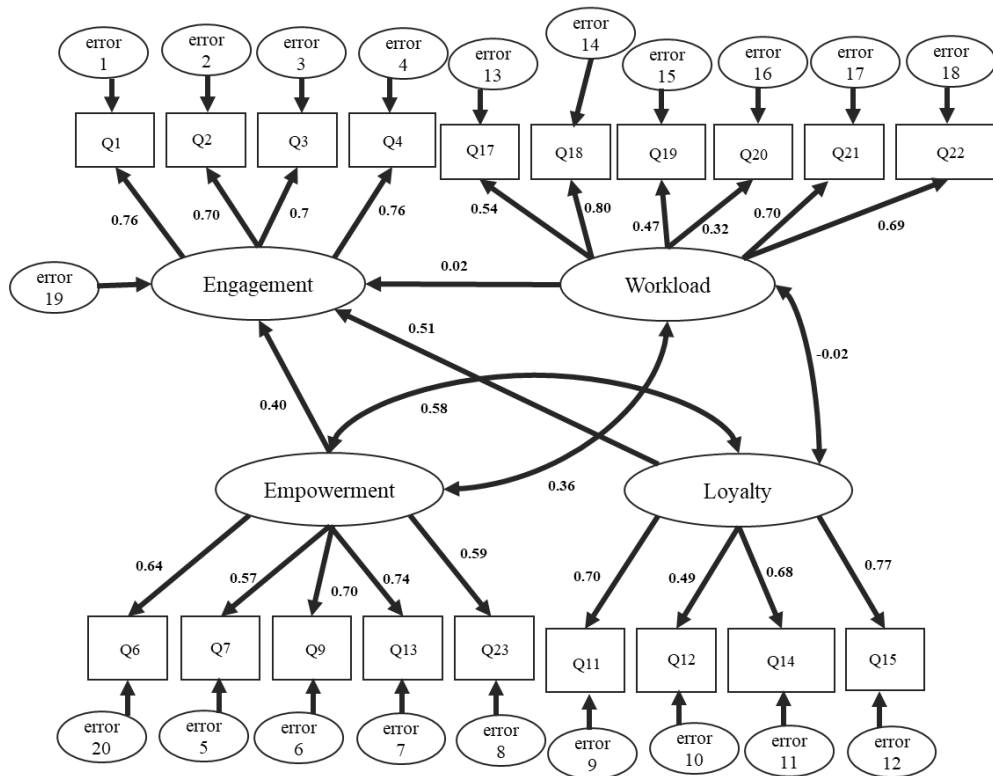 error
1
error
2
error
3
error
4
error
13
error
14
error
15
error
16
error
17
error
18
Q1
Q2
Q3
Q4
Q17
Q18
Q19
Q20
Q21
Q22
0.76
0.70
0.7
0.76
0.54
0.80
0.47
0.32
0.70
0.69
error
19
Engagement
0.02
Workload
0.51
-0.02
0.40
0.58
Empowerment
0.36
Loyalty
0.64
0.57
0.70
0.74
0.59
0.70
0.49
0.68
0.77
Q6
Q7
Q9
Q13
Q23
Q11
Q12
Q14
Q15
error
20
error
5
error
6
error
7
error
8
error
9
error
10
error
11
error
12